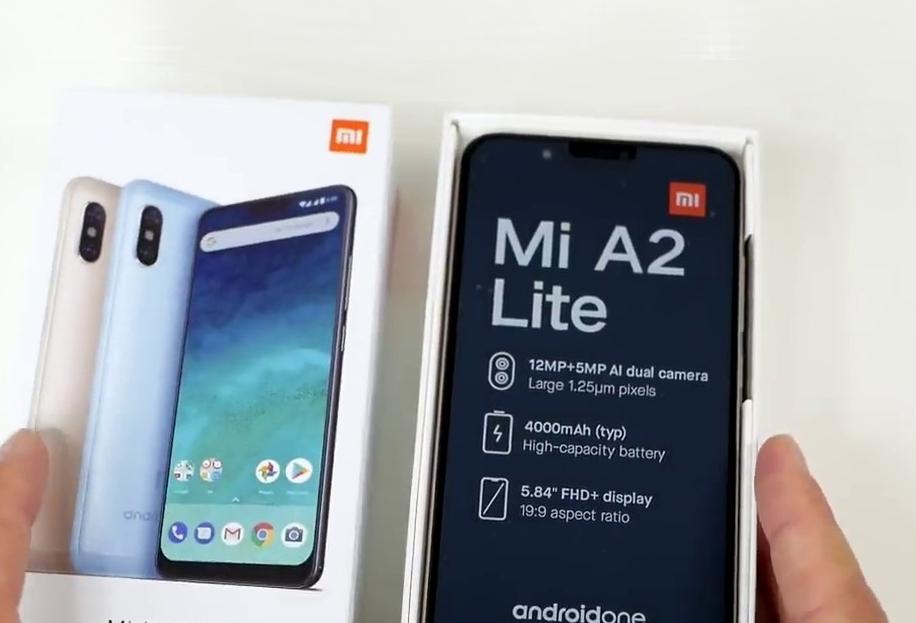 mi
mi
Mi A2
Lite
12MP+5MP AI dual camera
Large 1.25µm pixels
4000mAh (typ)
High-capacity battery
5.84" FHD+ display
19:9 aspect ratio
androidone